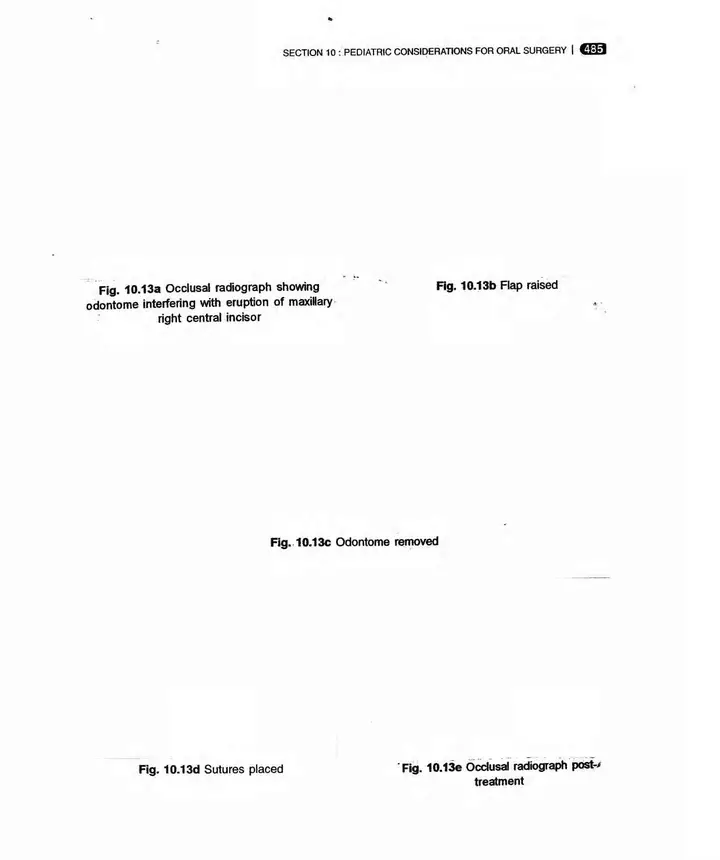 SECTION 10 : PEDIATRIC CONSIDERATIONS FOR ORAL SURGERY | 485
Fig. 10.13a Occlusal radiograph showing
odontome interfering with eruption of maxillary
right central incisor
Fig. 10.13b Flap raised
Fig. 10.13c Odontome removed
Fig. 10.13d Sutures placed
Fig. 10.13e Occlusal radiograph post-
treatment